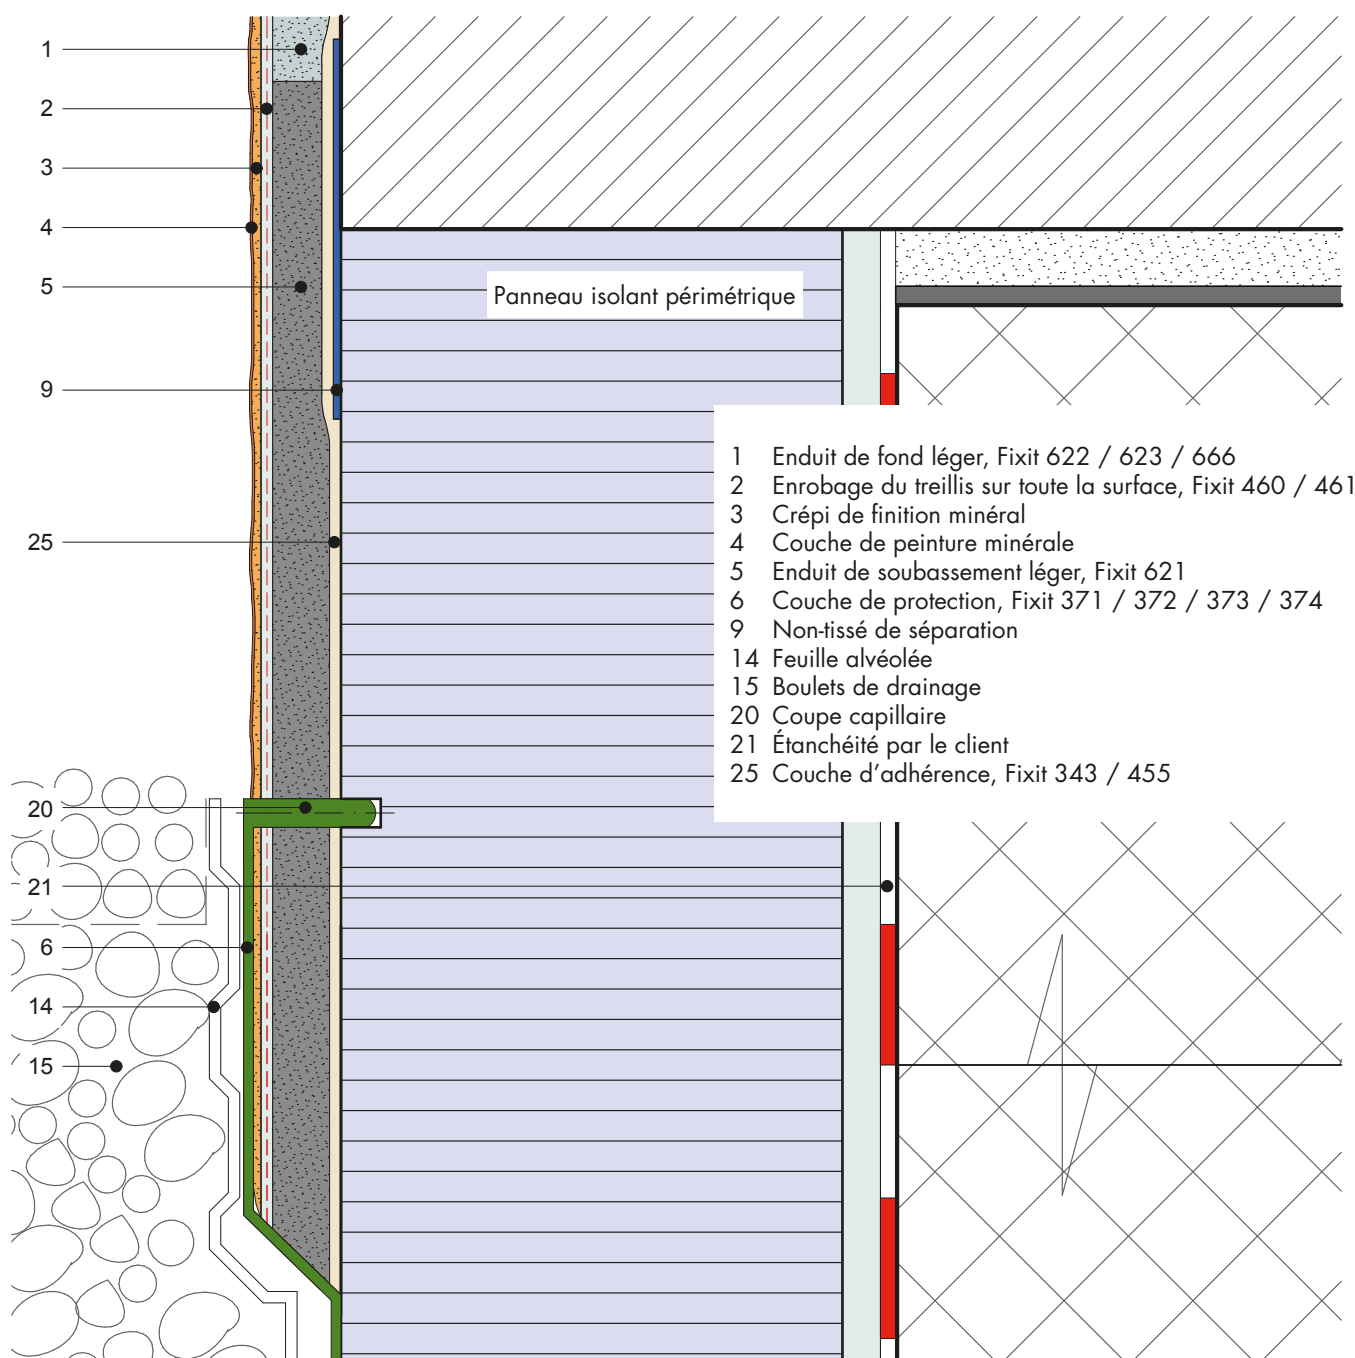 1
2
3
4
5
Panneau isolant périmétrique
9
1 Enduit de fond léger, Fixit 622 / 623 / 666
2 Enrobage du treillis sur toute la surface, Fixit 460 / 461
3 Crépi de finition minéral
4 Couche de peinture minérale
5 Enduit de soubassement léger, Fixit 621
6 Couche de protection, Fixit 371 / 372 / 373 / 374
9 Non-tissé de séparation
14 Feuille alvéolée
15 Boulets de drainage
20 Coupe capillaire
21 Étanchéité par le client
25 Couche d'adhérence, Fixit 343 / 455
25
20
21
6
14
15